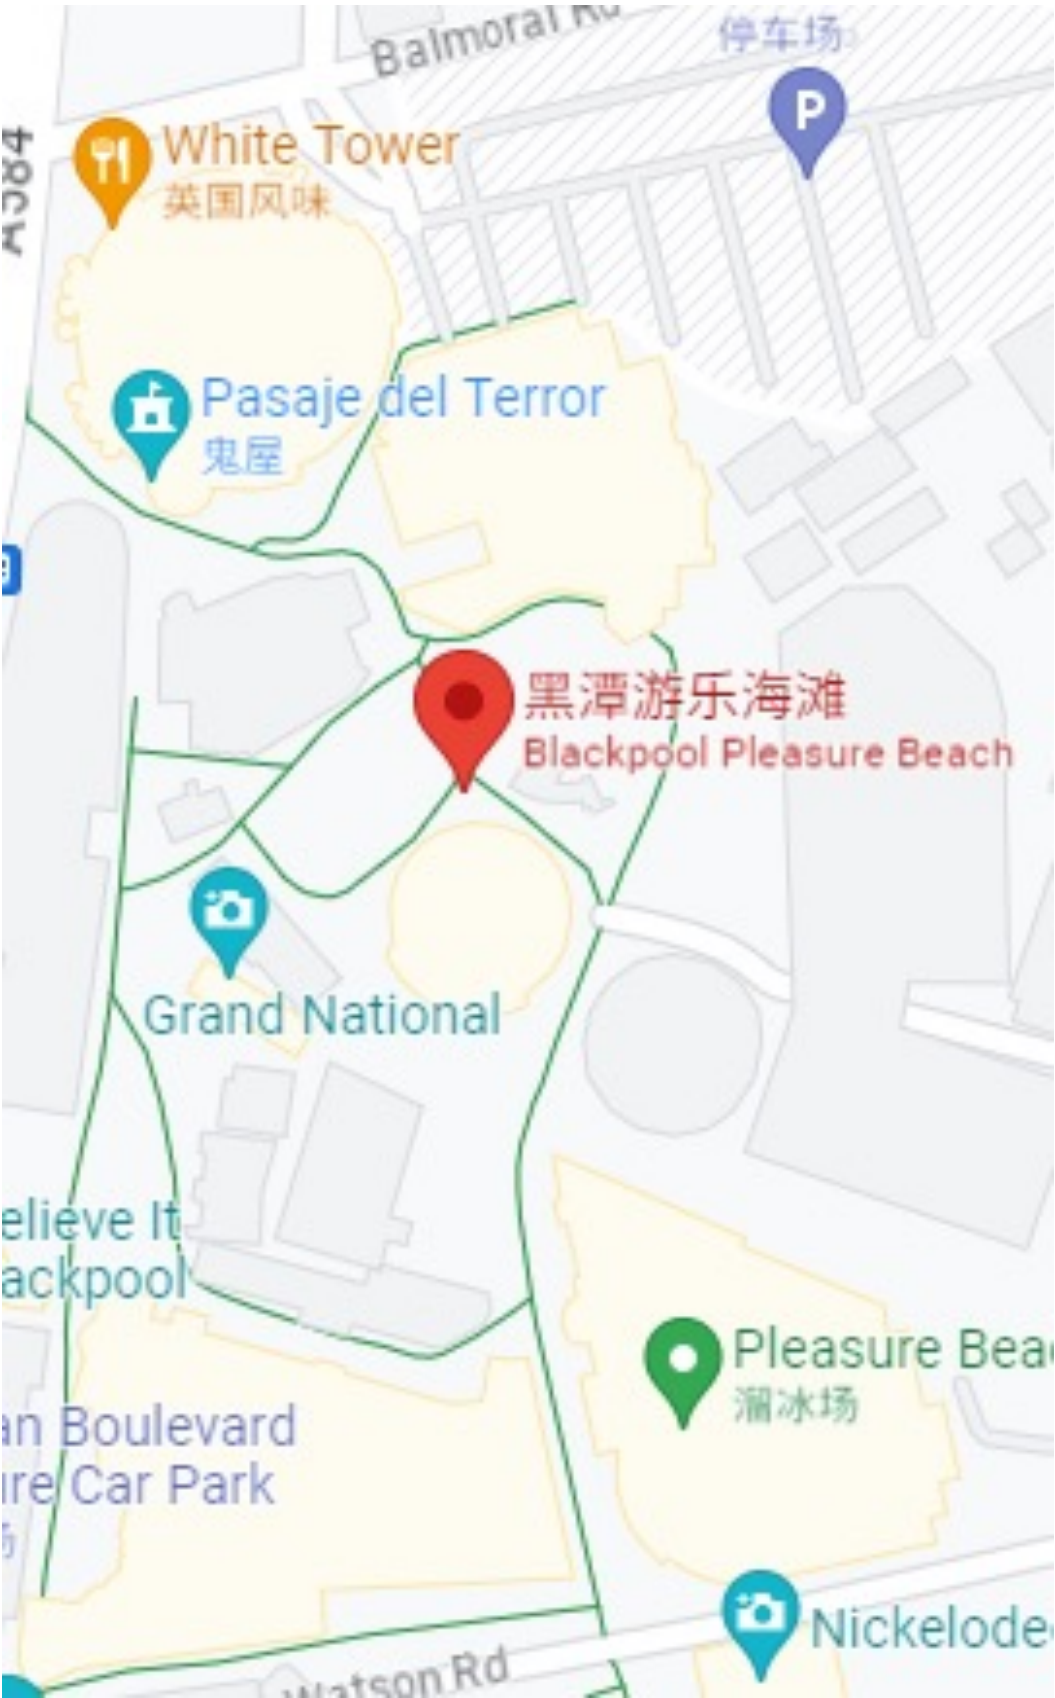 Balmoral Rd
停车场
A584
White Tower
英国风味
Pasaje del Terror
鬼屋
黑潭游乐海滩
Blackpool Pleasure Beach
Grand National
elieve It
ackpool
Pleasure Bea
溜冰场
an Boulevard
ure Car Park
场
Nickelode
Watson Rd
P